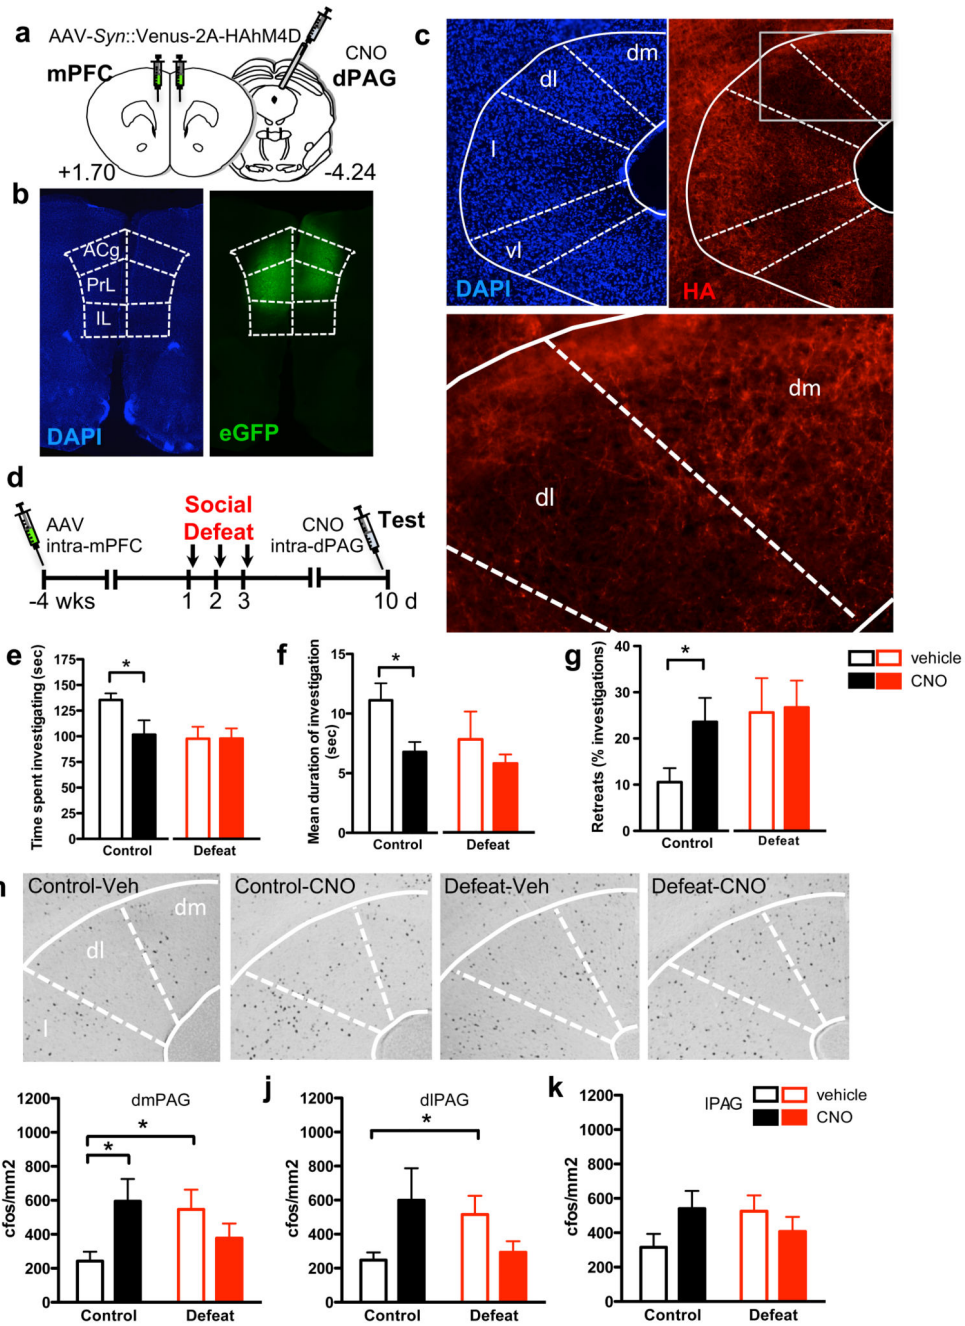 a
AAV-Syn::Venus-2A-HAhM4D
CNO
mPFC
dPAG
+1.70
-4.24
b
ACg
PrL
IL
DAPI
eGFP
c
dm
dl
l
vl
DAPI
HA
dm
dl
d
AAV
intra-mPFC
Social
Defeat
CNO
intra-dPAG
Test
-4 wks
1
2
3
10 d
e
Time spent investigating (sec)
175
150
125
100
75
50
25
0
*
Control
Defeat
f
Mean duration of investigation
(sec)
15
10
5
0
*
Control
Defeat
g
Retreats (% investigations)
40
30
20
10
0
*
Control
Defeat
vehicle
CNO
Control-Veh
dm
dl
l
Control-CNO
Defeat-Veh
Defeat-CNO
dmPAG
cfos/mm2
1200
1000
800
600
400
200
0
*
*
Control
Defeat
j
dlPAG
cfos/mm2
1200
1000
800
600
400
200
0
*
Control
Defeat
k
lPAG
vehicle
CNO
cfos/mm2
1200
1000
800
600
400
200
0
Control
Defeat